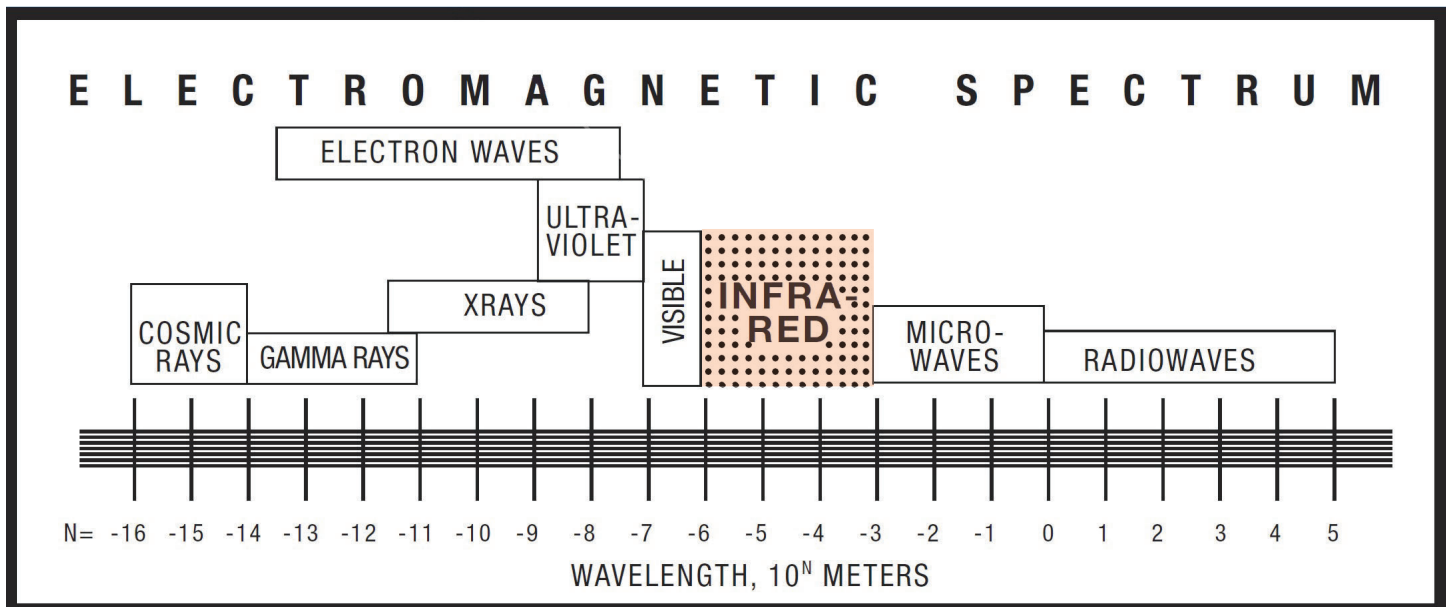 ELECTROMAGNETIC SPECTRUM
ELECTRON WAVES
ULTRA-
VIOLET
VISIBLE
INFRA-
RED
XRAYS
COSMIC
RAYS
GAMMA RAYS
MICRO-
WAVES
RADIOWAVES
N= -16 -15 -14 -13 -12 -11 -10 -9 -8 -7 -6 -5 -4 -3 -2 -1 0 1 2 3 4 5
WAVELENGTH, 10ᴺ METERS